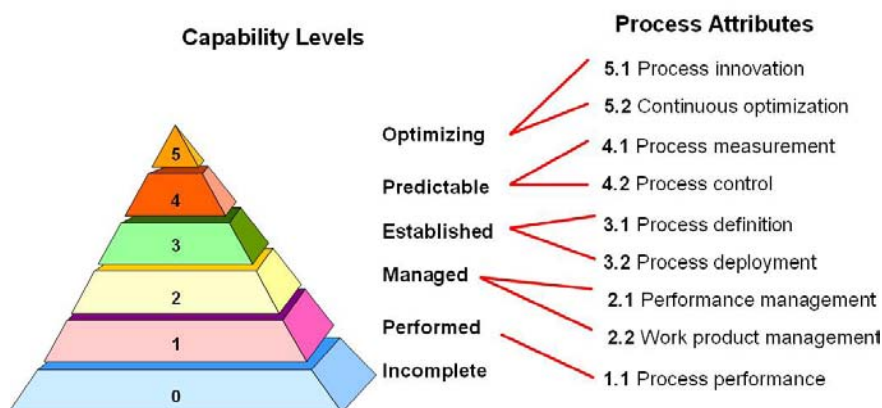 Capability Levels
Process Attributes
5
4
3
2
1
0
Optimizing
Predictable
Established
Managed
Performed
Incomplete
5.1 Process innovation
5.2 Continuous optimization
4.1 Process measurement
4.2 Process control
3.1 Process definition
3.2 Process deployment
2.1 Performance management
2.2 Work product management
1.1 Process performance